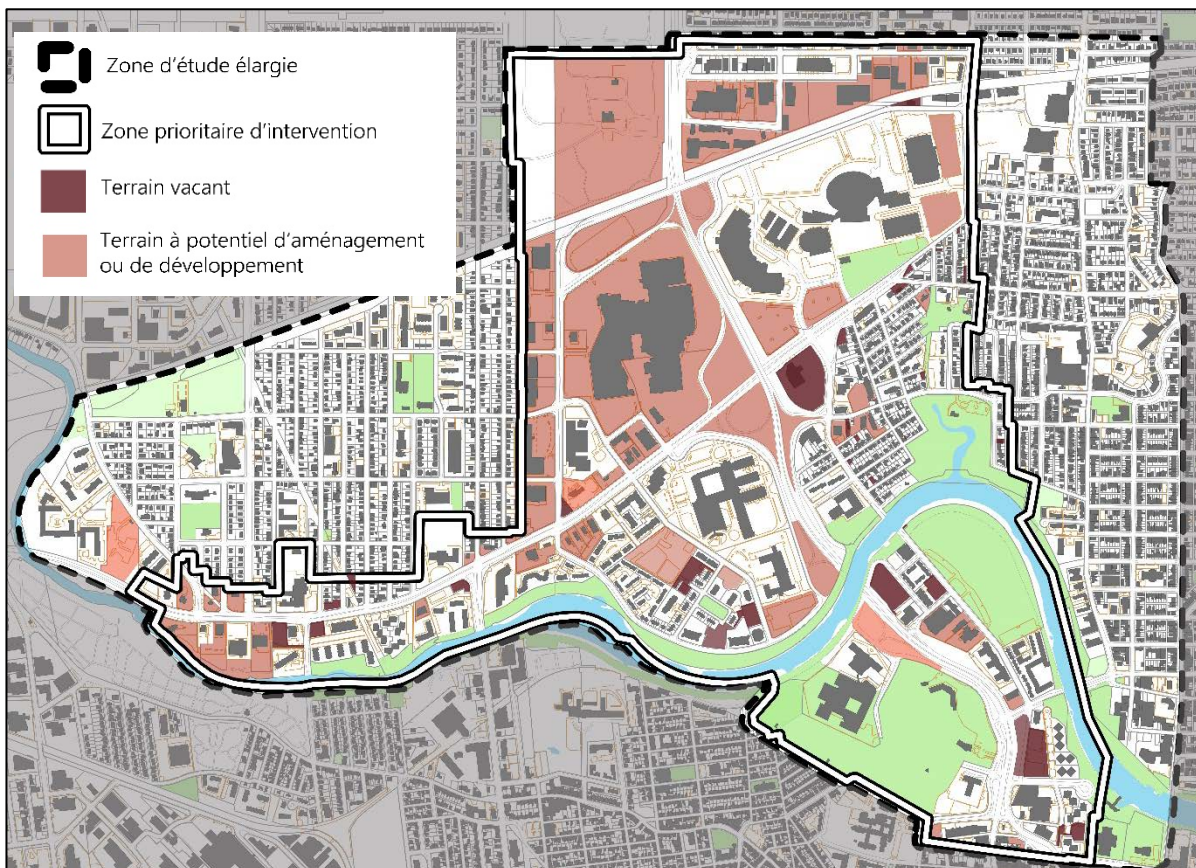 Zone d'étude élargie
Zone prioritaire d'intervention
Terrain vacant
Terrain à potentiel d'aménagement
ou de développement